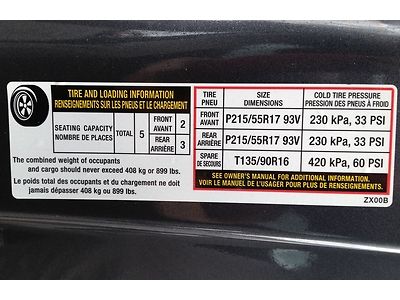 TIRE AND LOADING INFORMATION
RENSEIGNEMENTS SUR LES PNEUS ET LE CHARGEMENT
SEATING CAPACITY
NOMBRE DE PLACES
TOTAL 5
FRONT
AVANT 2
REAR
ARRIÈRE 3
The combined weight of occupants
and cargo should never exceed 408 kg or 899 lbs.
Le poids total des occupants et du chargement ne doit
jamais dépasser 408 kg or 899 lbs.
TIRE
PNEU
SIZE
DIMENSIONS
COLD TIRE PRESSURE
PRESSION DES PNEUS À FROID
FRONT
AVANT
P215/55R17 93V
230 kPa, 33 PSI
REAR
ARRIÈRE
P215/55R17 93V
230 kPa, 33 PSI
SPARE
DE SECOURS
T135/90R16
420 kPa, 60 PSI
SEE OWNER'S MANUAL FOR ADDITIONAL INFORMATION
VOIR LE MANUEL DE L'USAGER POUR PLUS DE RENSEIGNEMENTS.
ZX00B